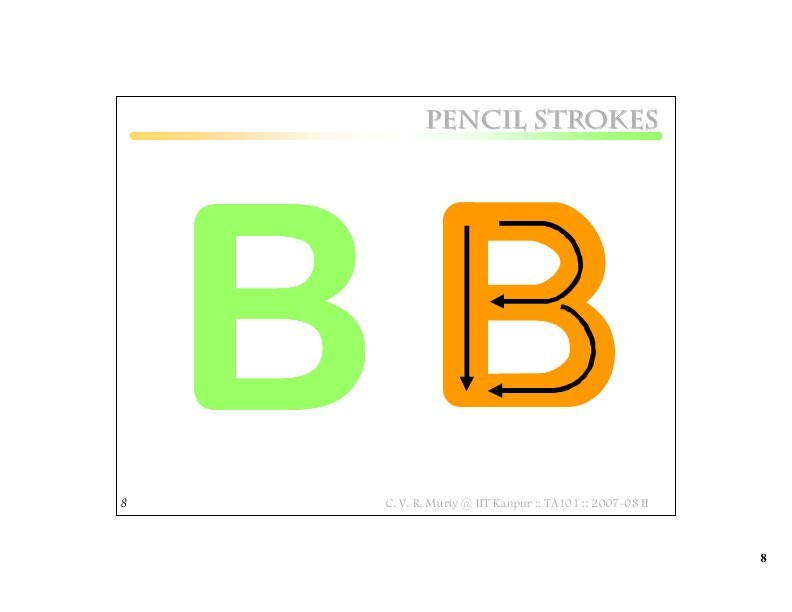 PENCIL STROKES
B B
8
C. V. R. Murty @ IIT Kanpur :: TA101 :: 2007-08 II
8